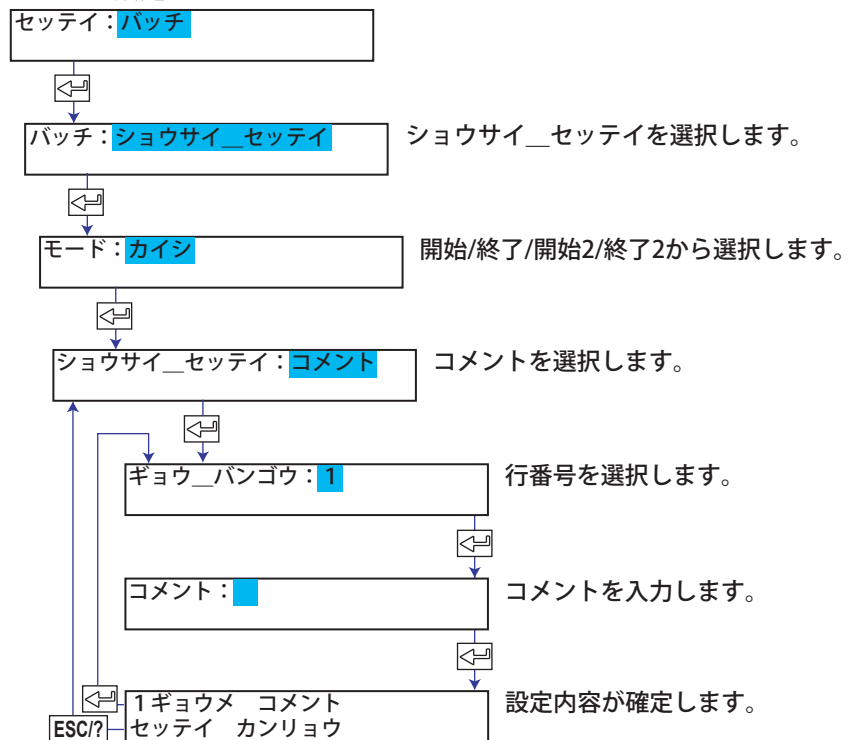 セッテイ：バッチ
バッチ：ショウサイ__セッテイ ショウサイ__セッテイを選択します。
モード：カイシ 開始/終了/開始2/終了2から選択します。
ショウサイ__セッテイ：コメント コメントを選択します。
ギョウ__バンゴウ：1 行番号を選択します。
コメント： コメントを入力します。
1ギョウメ コメント 設定内容が確定します。
ESC/? セッテイ カンリョウ